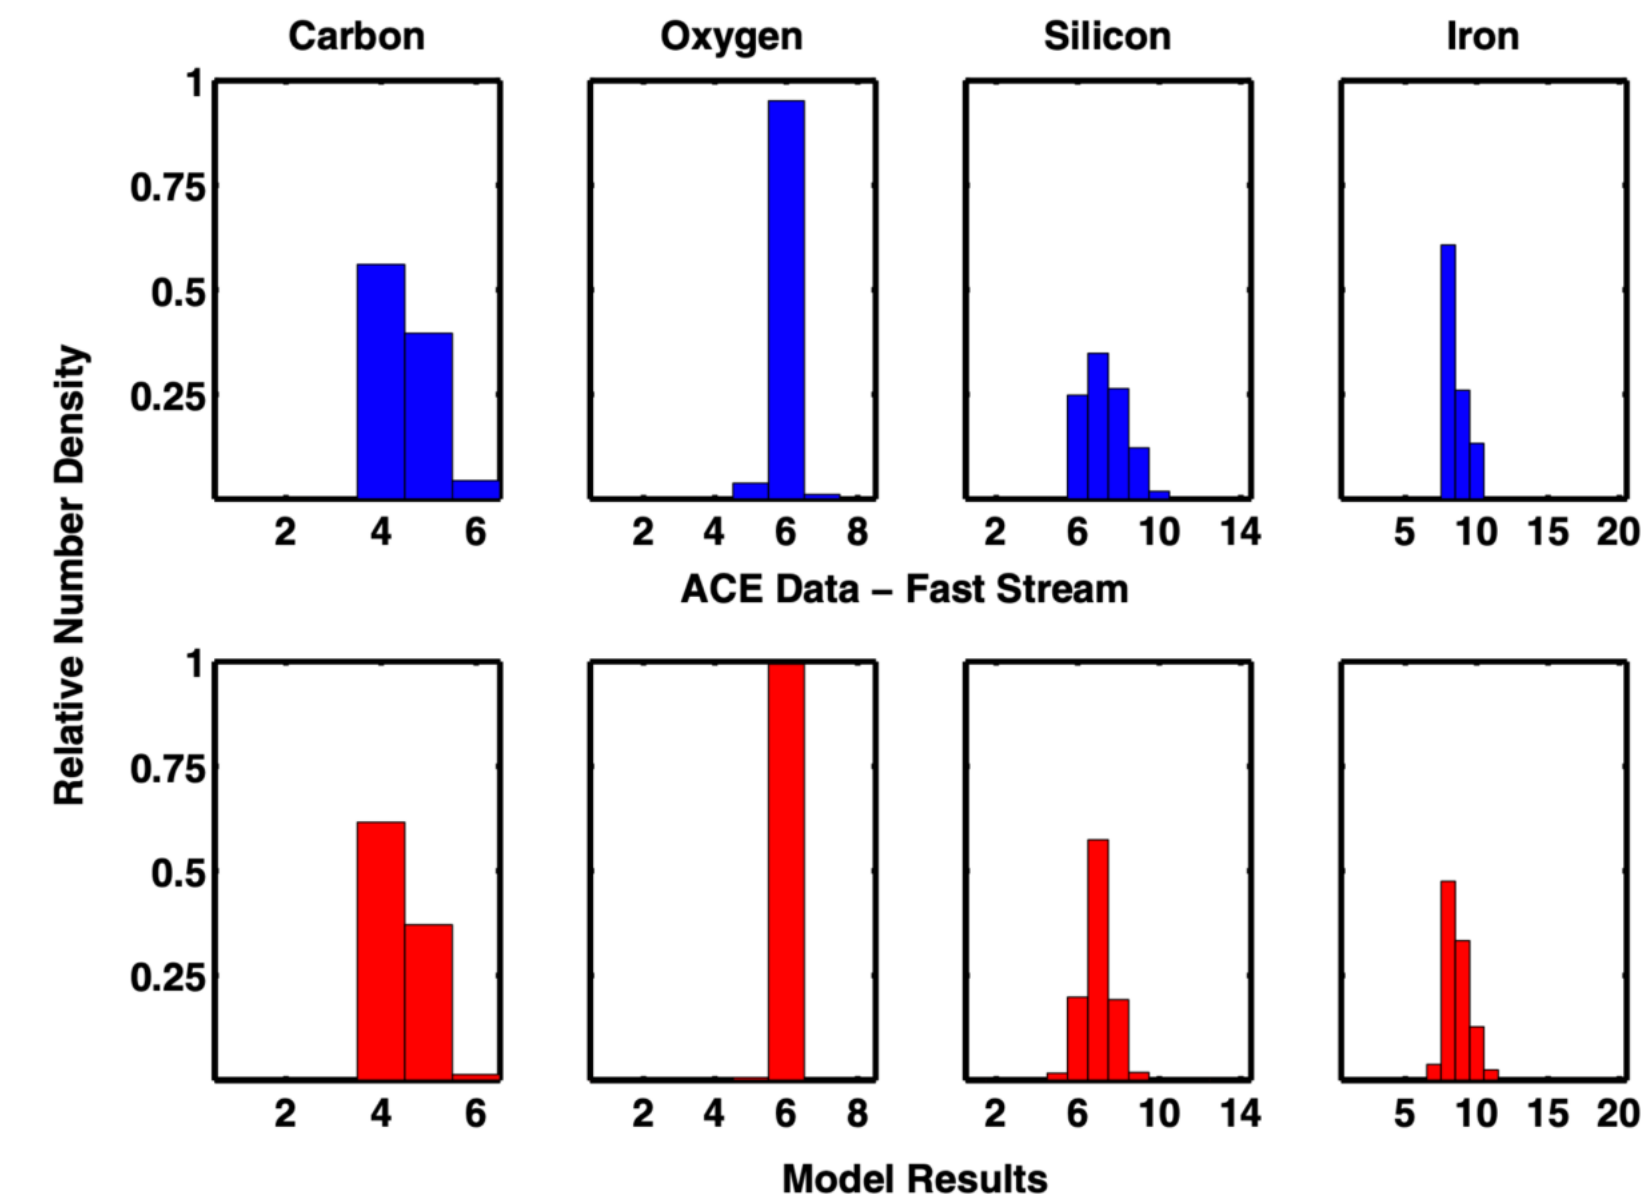 Carbon Oxygen Silicon Iron
1
0.75
0.5
0.25
2 4 6 2 4 6 8 2 6 10 14 5 10 15 20
ACE Data – Fast Stream
Relative Number Density
1
0.75
0.5
0.25
2 4 6 2 4 6 8 2 6 10 14 5 10 15 20
Model Results